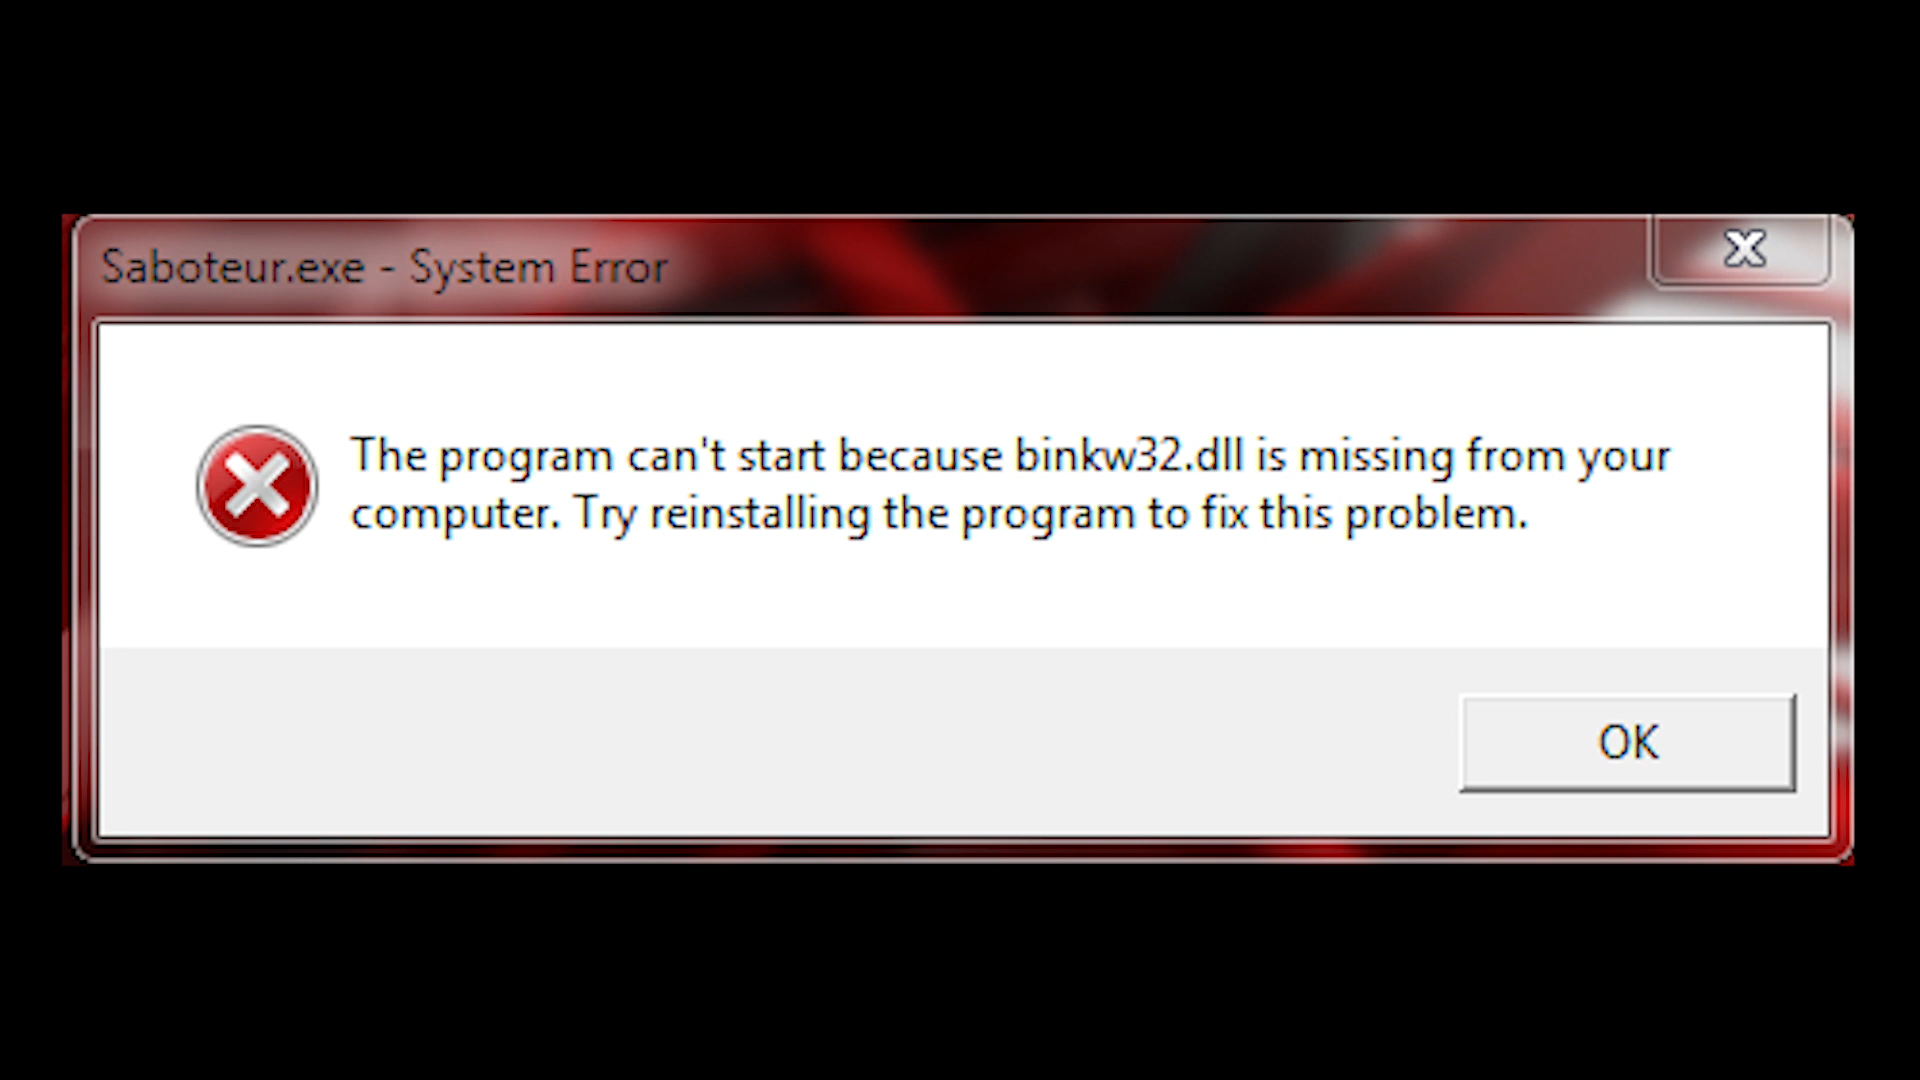 Saboteur.exe - System Error
The program can't start because binkw32.dll is missing from your
computer. Try reinstalling the program to fix this problem.
OK